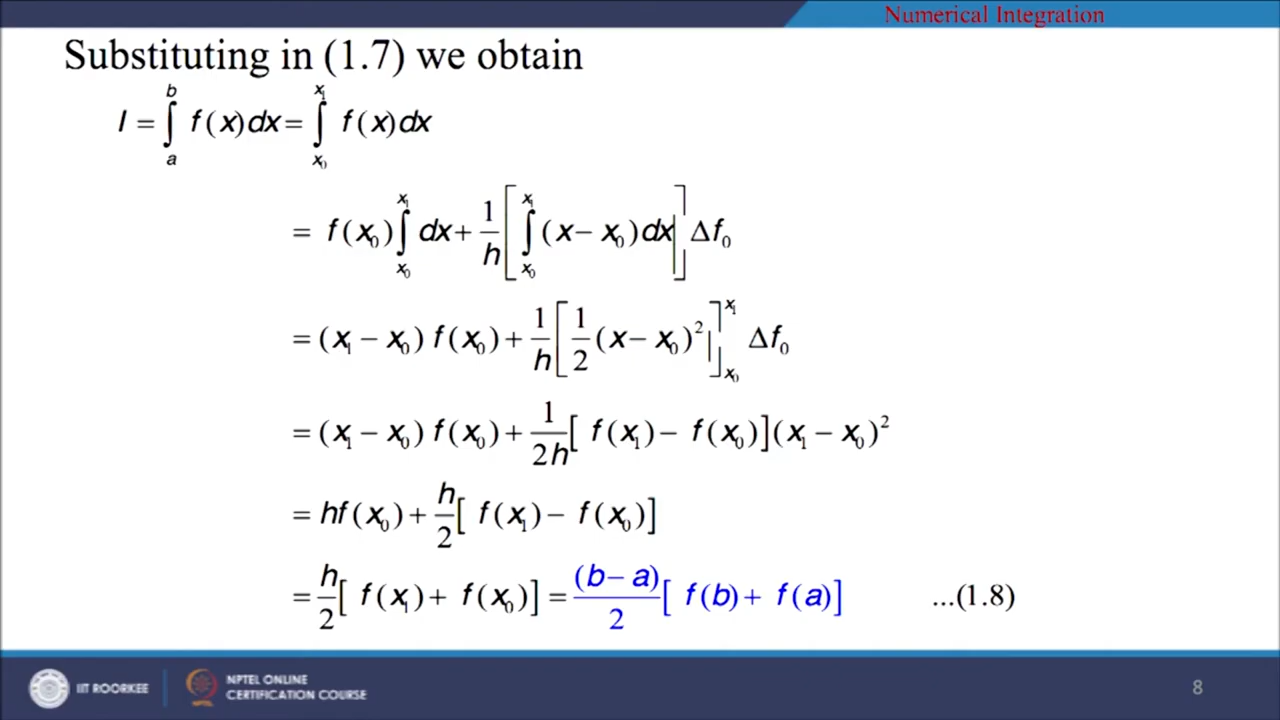 Numerical Integration
Substituting in (1.7) we obtain
I = ∫_a^b f(x)dx = ∫_{x₀}^{x₁} f(x)dx
= f(x₀) ∫_{x₀}^{x₁} dx + 1/h [ ∫_{x₀}^{x₁} (x − x₀)dx ] Δf₀
= (x₁ − x₀) f(x₀) + 1/h [ 1/2 (x − x₀)² ]_{x₀}^{x₁} Δf₀
= (x₁ − x₀) f(x₀) + 1/2h [ f(x₁) − f(x₀)](x₁ − x₀)²
= hf(x₀) + h/2 [ f(x₁) − f(x₀)]
= h/2 [ f(x₁) + f(x₀)] = (b − a)/2 [ f(b) + f(a)] ...(1.8)
IIT ROORKEE
NPTEL ONLINE
CERTIFICATION COURSE
8